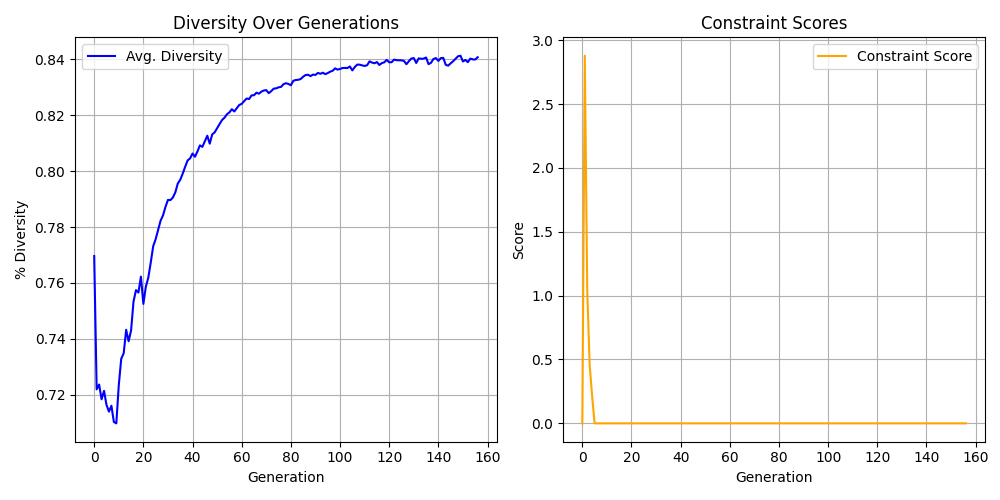 Diversity Over Generations
Avg. Diversity
0.84
0.82
0.80
0.78
0.76
0.74
0.72
% Diversity
0 20 40 60 80 100 120 140 160
Generation
Constraint Scores
Constraint Score
3.0
2.5
2.0
1.5
1.0
0.5
0.0
Score
0 20 40 60 80 100 120 140 160
Generation